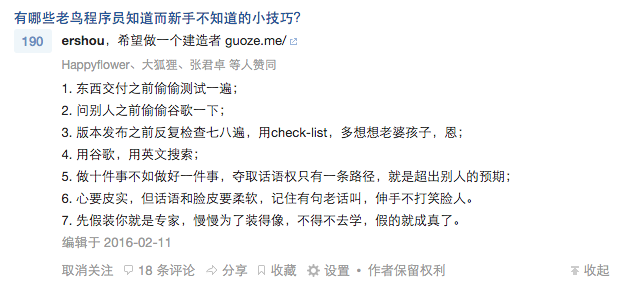 有哪些老鸟程序员知道而新手不知道的小技巧?
190 ershou，希望做一个建造者 guoze.me/
Happyflower、大狐狸、张君卓 等人赞同
1. 东西交付之前偷偷测试一遍；
2. 问别人之前偷偷谷歌一下；
3. 版本发布之前反复检查七八遍，用check-list，多想想老婆孩子，恩；
4. 用谷歌，用英文搜索；
5. 做十件事不如做好一件事，夺取话语权只有一条路径，就是超出别人的预期；
6. 心要皮实，但话语和脸皮要柔软，记住有句老话叫，伸手不打笑脸人。
7. 先假装你就是专家，慢慢为了装得像，不得不去学，假的就成真了。
编辑于 2016-02-11
取消关注 18 条评论 分享 收藏 设置 • 作者保留权利 收起